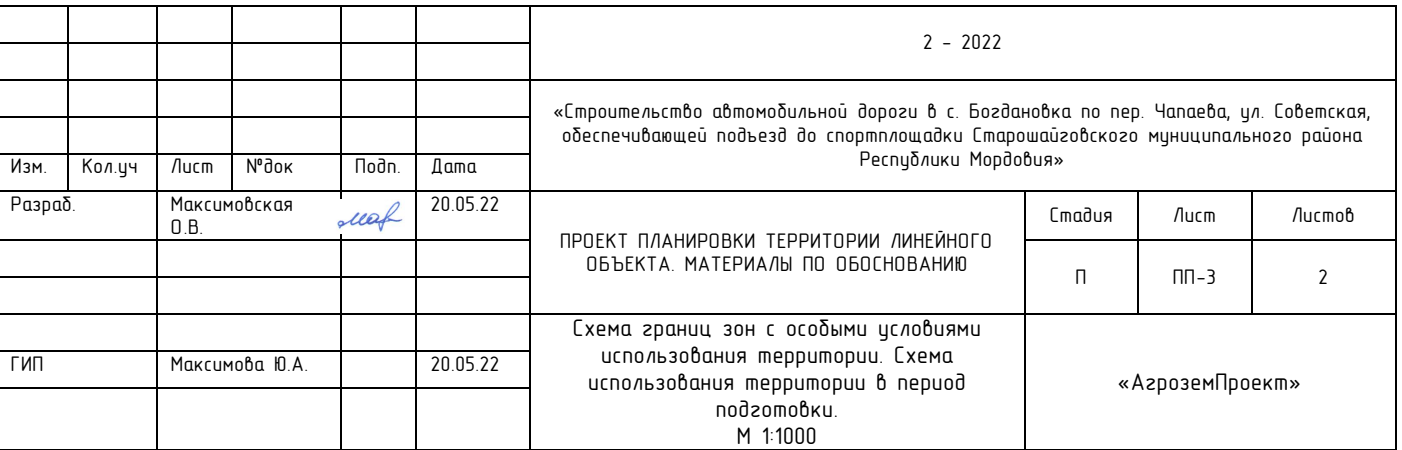 2 - 2022
«Строительство автомобильной дороги в с. Богдановка по пер. Чапаева, ул. Советская,
обеспечивающей подъезд до спортплощадки Старошайговского муниципального района
Республики Мордовия»
Изм. Кол.уч Лист №док Подп. Дата
Разраб. Максимовская
О.В. 20.05.22
ПРОЕКТ ПЛАНИРОВКИ ТЕРРИТОРИИ ЛИНЕЙНОГО
ОБЪЕКТА. МАТЕРИАЛЫ ПО ОБОСНОВАНИЮ
Стадия Лист Листов
П ПП-3 2
ГИП Максимова Ю.А. 20.05.22
Схема границ зон с особыми условиями
использования территории. Схема
использования территории в период
подготовки.
М 1:1000
«АгроземПроект»